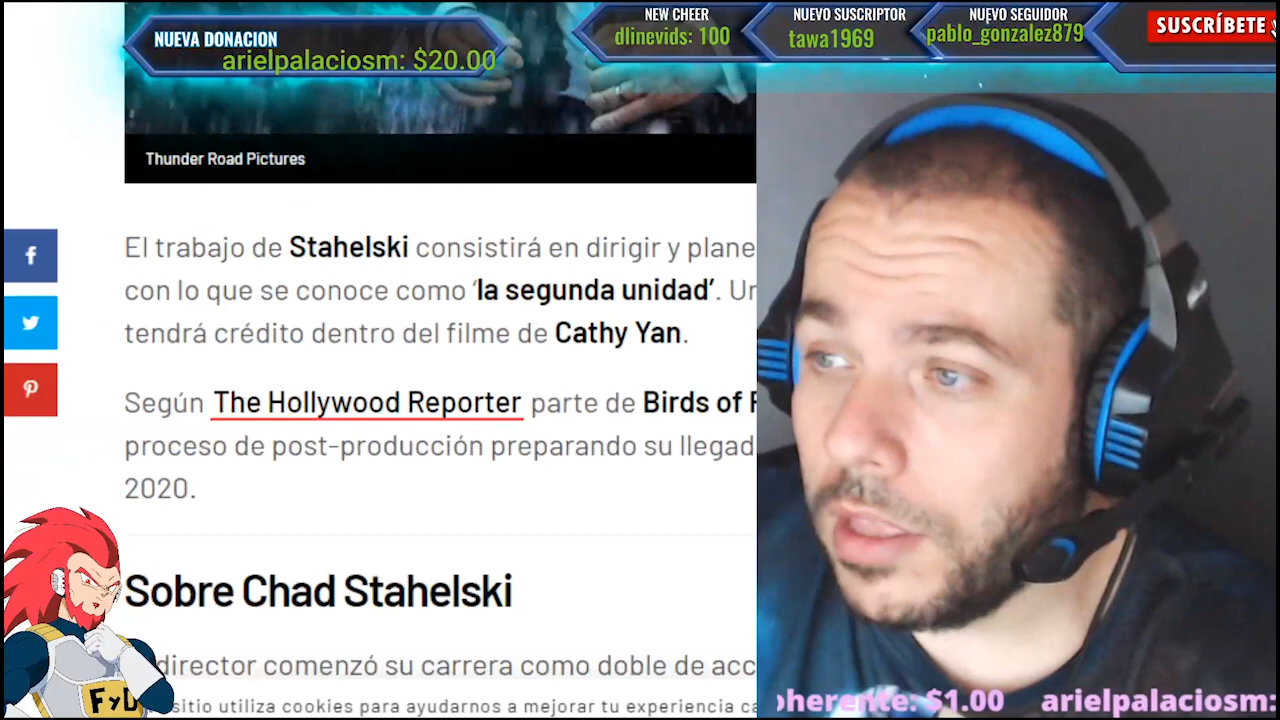 NUEVA DONACION
arielpalaciosm: $20.00
NEW CHEER
dlinevids: 100
NUEVO SUSCRIPTOR
tawa1969
NUEVO SEGUIDOR
pablo_gonzalez879
SUSCRÍBETE
Thunder Road Pictures
El trabajo de Stahelski consistirá en dirigir y plane
con lo que se conoce como ‘la segunda unidad’. Un
tendrá crédito dentro del filme de Cathy Yan.
Según The Hollywood Reporter parte de Birds of
proceso de post-producción preparando su llegad
2020.
Sobre Chad Stahelski
director comenzó su carrera como doble de acc
sitio utiliza cookies para ayudarnos a mejorar tu experiencia
FyD
oherente: $1.00 arielpalaciosm: